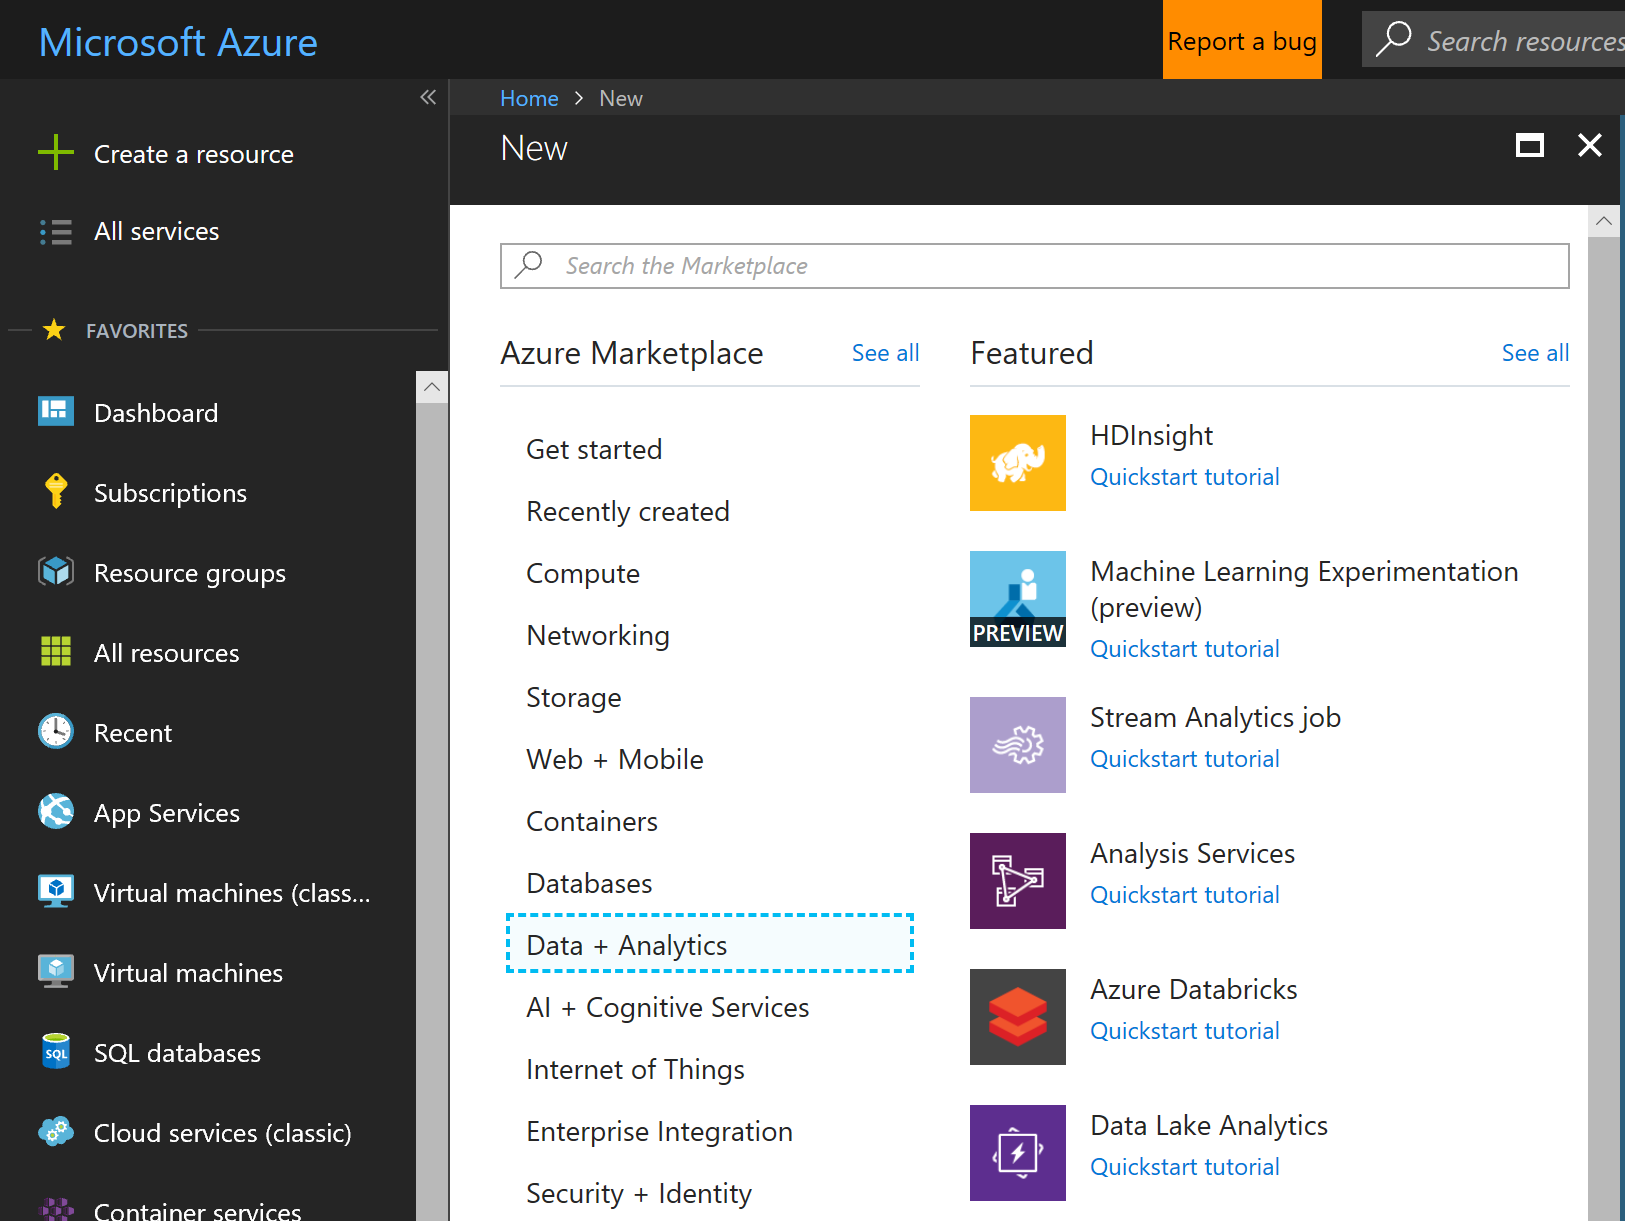 Microsoft Azure
Report a bug
Search resources
Home > New
New
Create a resource
All services
FAVORITES
Dashboard
Subscriptions
Resource groups
All resources
Recent
App Services
Virtual machines (class...
Virtual machines
SQL
SQL databases
Cloud services (classic)
Container services
Search the Marketplace
Azure Marketplace
See all
Get started
Recently created
Compute
Networking
Storage
Web + Mobile
Containers
Databases
Data + Analytics
AI + Cognitive Services
Internet of Things
Enterprise Integration
Security + Identity
Featured
See all
HDInsight
Quickstart tutorial
Machine Learning Experimentation
(preview)
PREVIEW
Quickstart tutorial
Stream Analytics job
Quickstart tutorial
Analysis Services
Quickstart tutorial
Azure Databricks
Quickstart tutorial
Data Lake Analytics
Quickstart tutorial